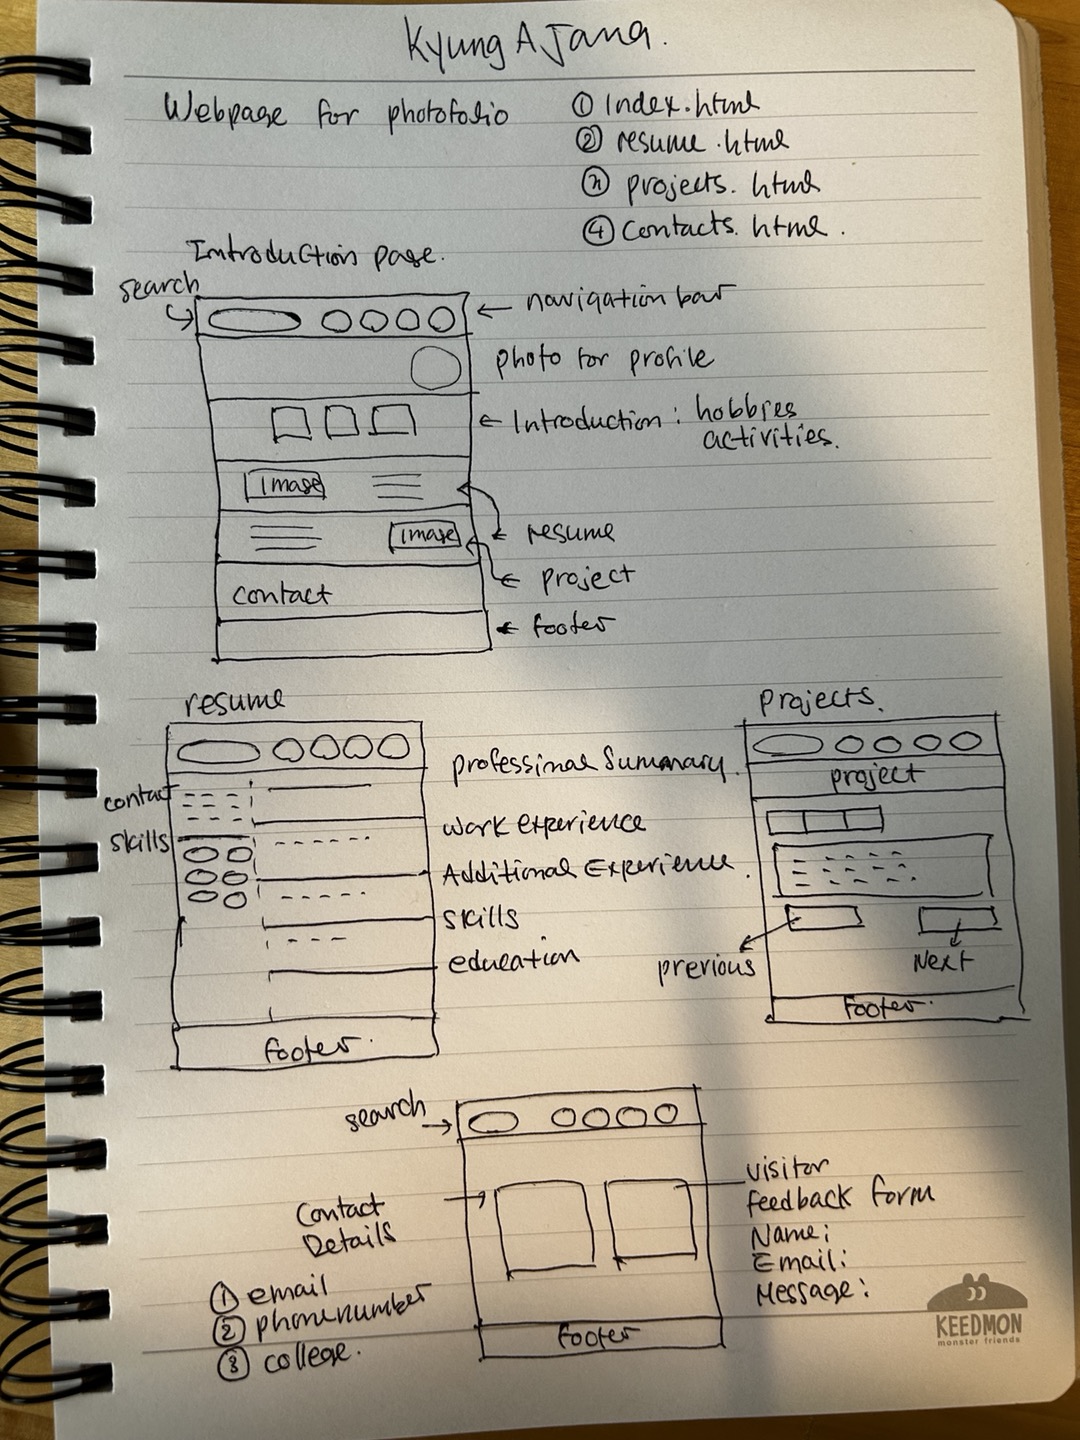 Kyung A Jang.
Webpage for photofolio
① Index.html
② resume.html
③ projects.html
④ Contacts.html.
Introduction page.
search
navigation bar
photo for profile
Introduction : hobbies
activities.
image
image
resume
project
contact
footer
resume
contact
skills
professional Summary.
work experience
Additional Experience.
skills
education
footer.
projects.
project
previous
Next
footer.
search
Contact
Details
① email
② phonenumber
③ college.
visitor
feedback form
Name:
Email:
Message:
footer
KEEDMON
monster friends